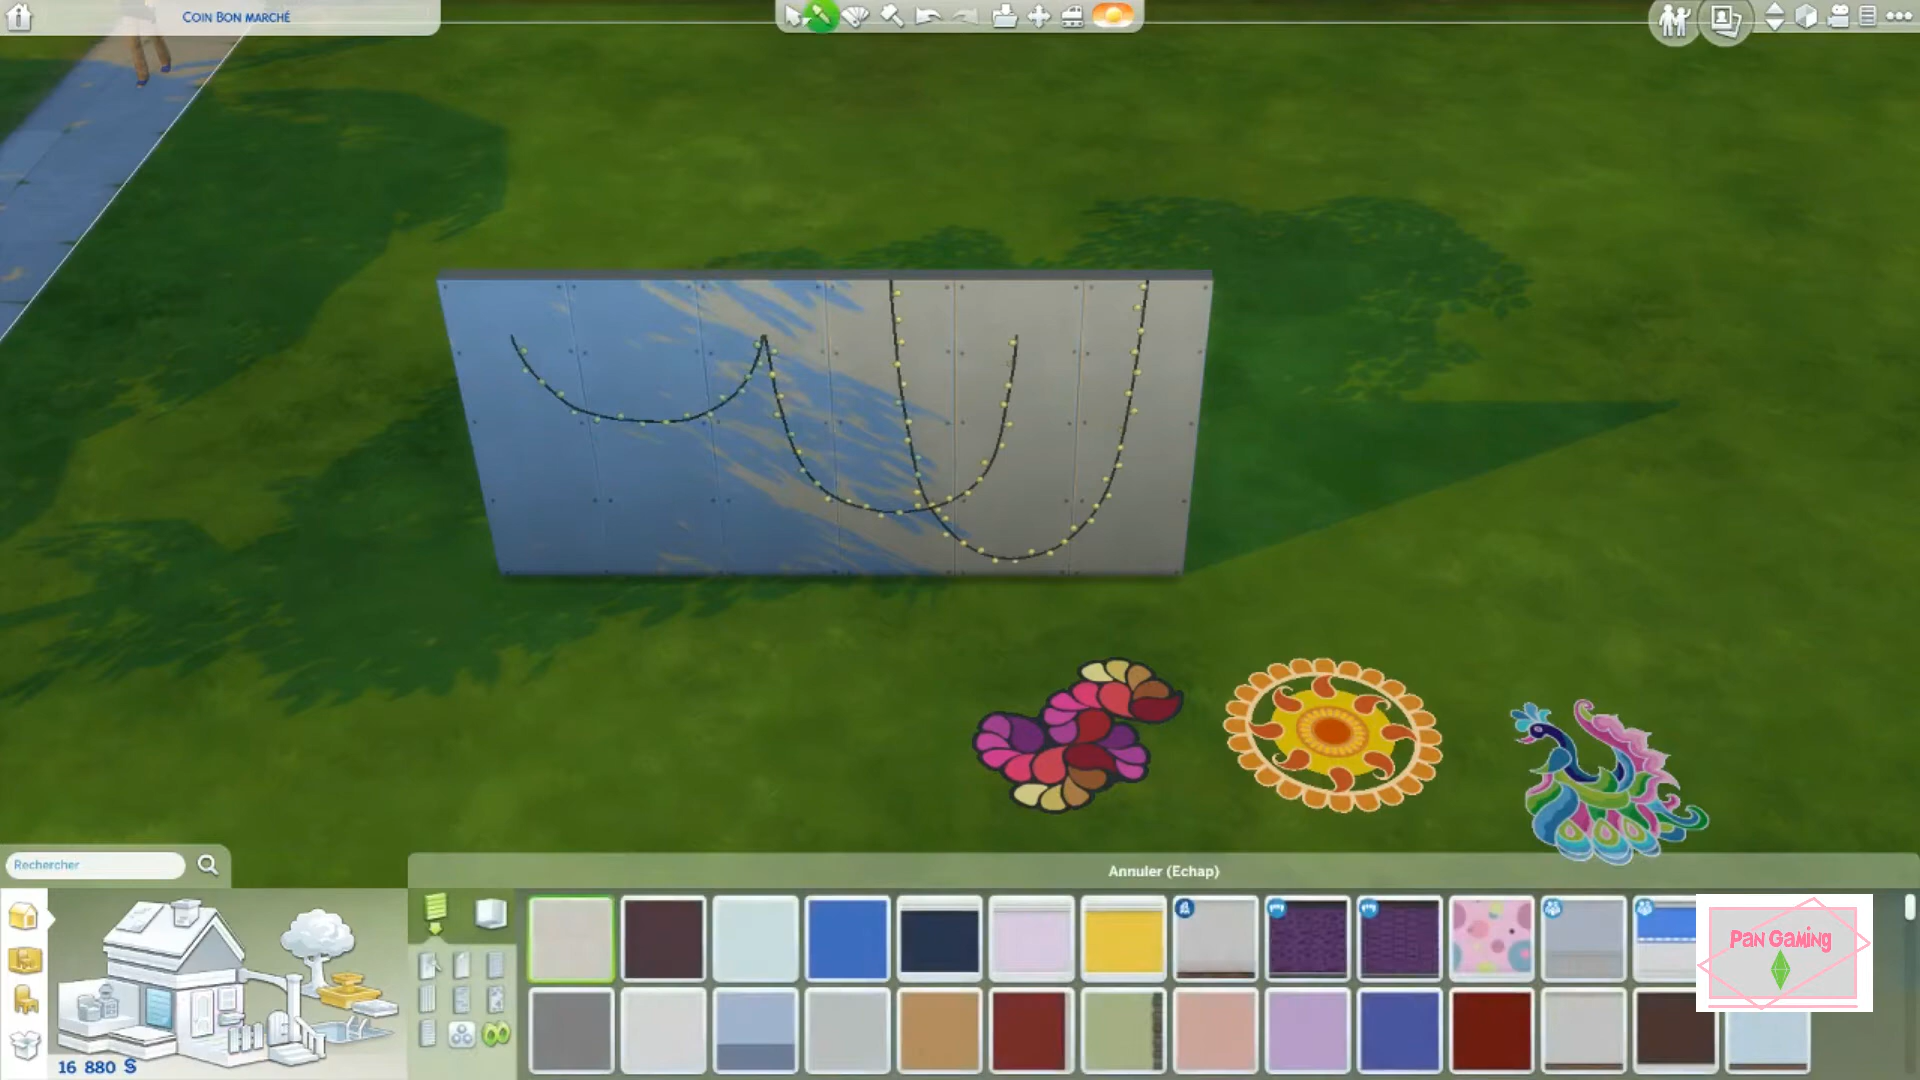 COIN BON MARCHÉ
Rechercher
Annuler (Echap)
PAN GAMING
16 880 §